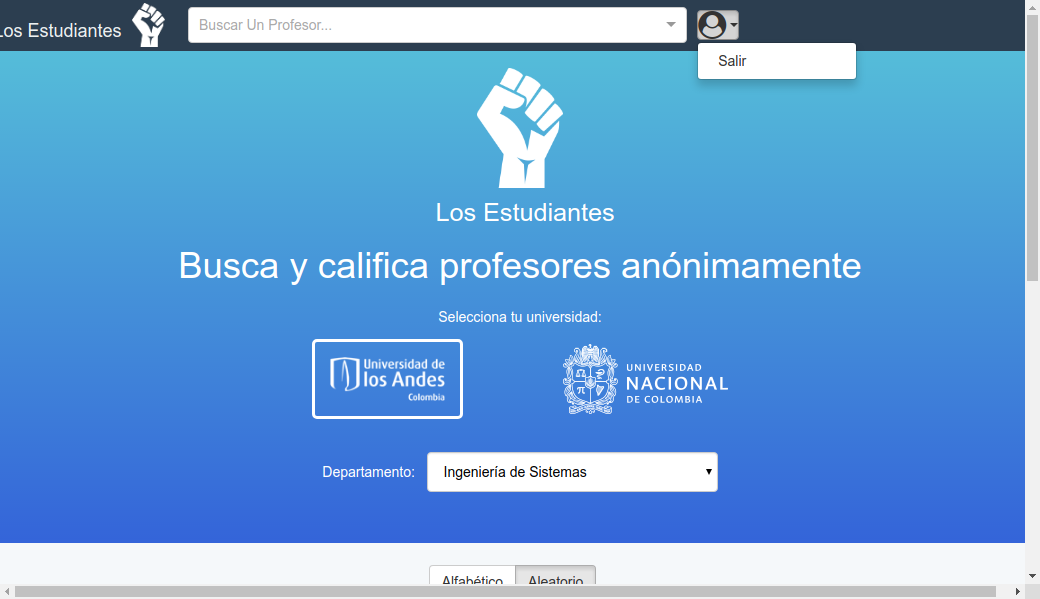 Los Estudiantes
Buscar Un Profesor...
Salir
Los Estudiantes
Busca y califica profesores anónimamente
Selecciona tu universidad:
Universidad de
los Andes
Colombia
UNIVERSIDAD
NACIONAL
DE COLOMBIA
Departamento:
Ingeniería de Sistemas
Alfabético
Aleatorio